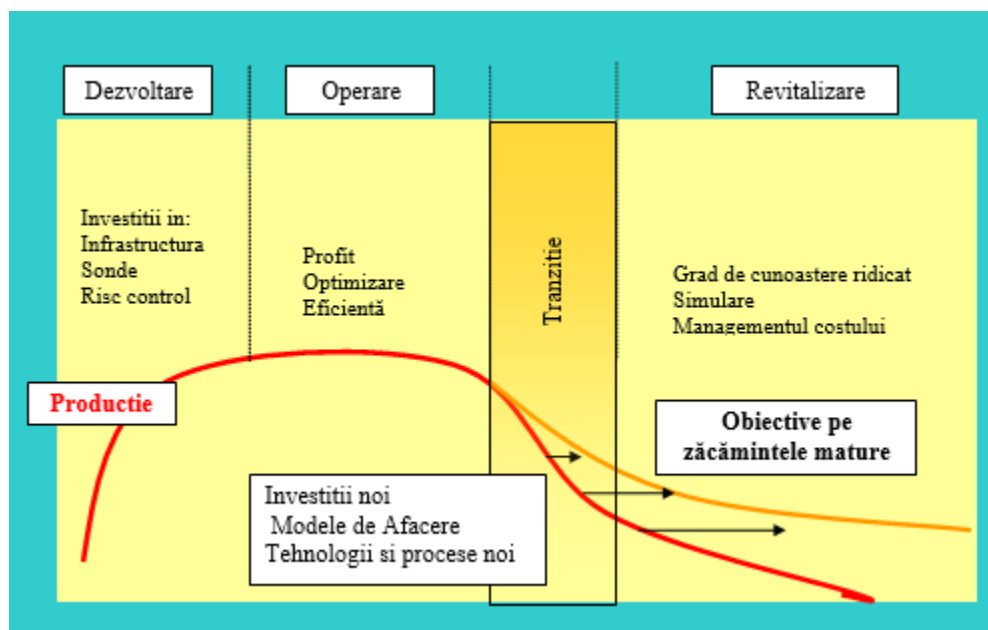 Dezvoltare
Operare
Revitalizare
Investitii in:
Infrastructura
Sonde
Risc control
Profit
Optimizare
Eficientă
Tranzitie
Grad de cunoastere ridicat
Simulare
Managementul costului
Productie
Obiective pe
zăcămintele mature
Investitii noi
Modele de Afacere
Tehnologii si procese noi